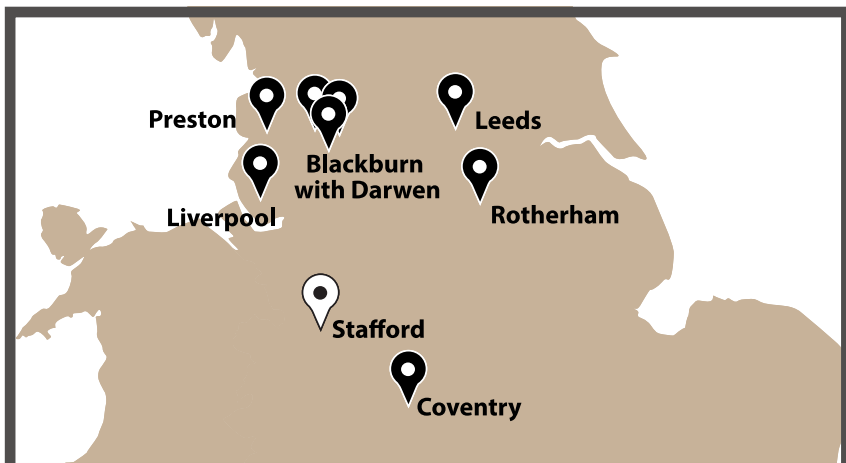 Preston
Leeds
Blackburn
with Darwen
Liverpool
Rotherham
Stafford
Coventry